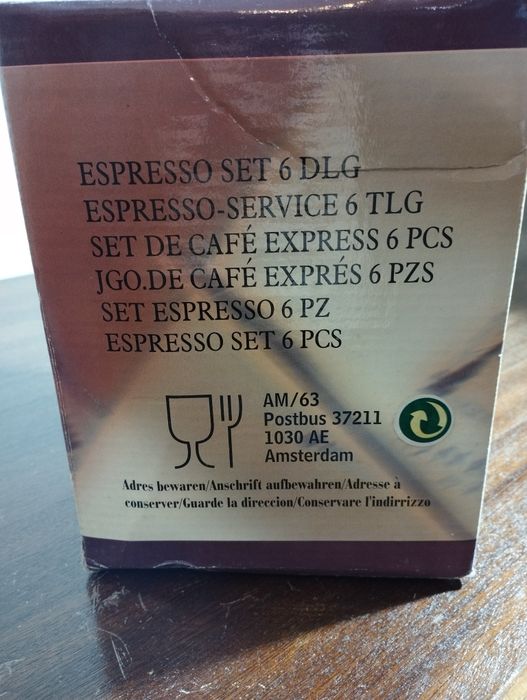 ESPRESSO SET 6 DLG
ESPRESSO-SERVICE 6 TLG
SET DE CAFÉ EXPRESS 6 PCS
JGO.DE CAFÉ EXPRÉS 6 PZS
SET ESPRESSO 6 PZ
ESPRESSO SET 6 PCS
AM/63
Postbus 37211
1030 AE
Amsterdam
Adres bewaren/Anschrift aufbewahren/Adresse à
conserver/Guarde la direccion/Conservare l'indirrizzo